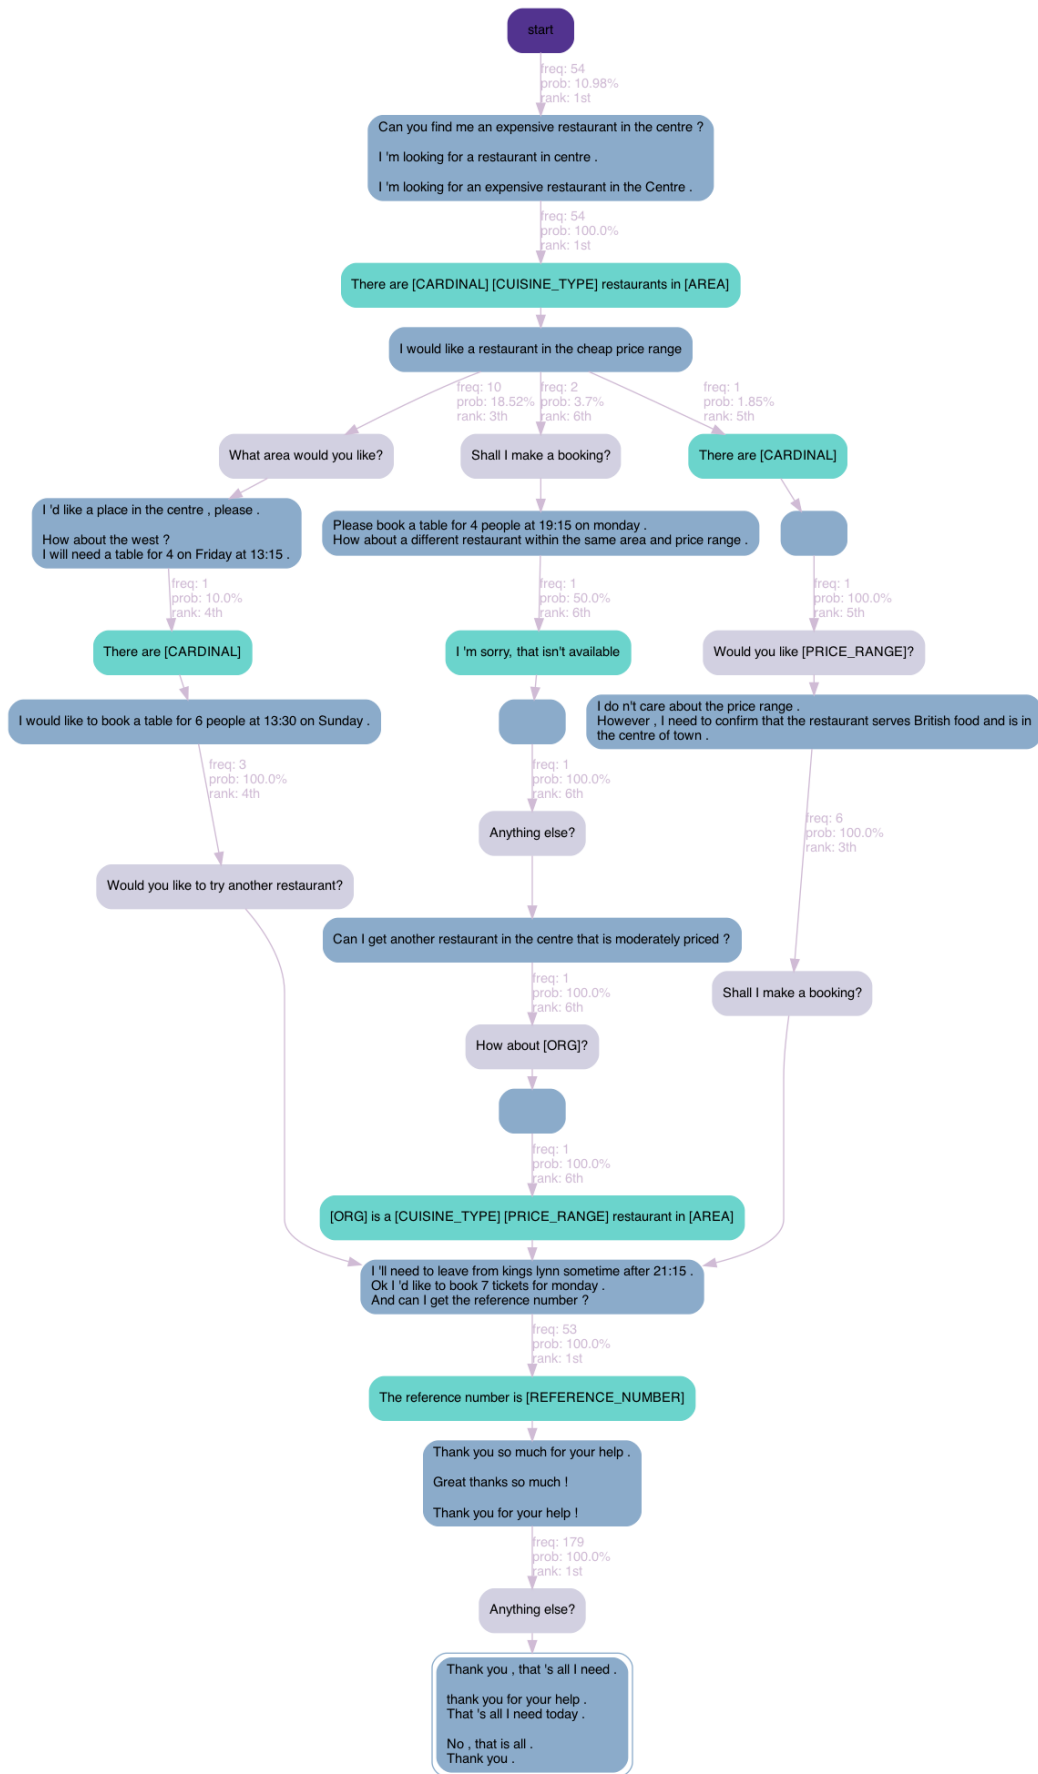 start
freq: 54
prob: 10.98%
rank: 1st
Can you find me an expensive restaurant in the centre ?
I 'm looking for a restaurant in centre .
I 'm looking for an expensive restaurant in the Centre .
freq: 54
prob: 100.0%
rank: 1st
There are [CARDINAL] [CUISINE_TYPE] restaurants in [AREA]
I would like a restaurant in the cheap price range
freq: 10
prob: 18.52%
rank: 3th
freq: 2
prob: 3.7%
rank: 6th
freq: 1
prob: 1.85%
rank: 5th
What area would you like?
Shall I make a booking?
There are [CARDINAL]
I 'd like a place in the centre , please .
How about the west ?
I will need a table for 4 on Friday at 13:15 .
Please book a table for 4 people at 19:15 on monday .
How about a different restaurant within the same area and price range .
freq: 1
prob: 10.0%
rank: 4th
freq: 1
prob: 50.0%
rank: 6th
freq: 1
prob: 100.0%
rank: 5th
There are [CARDINAL]
I 'm sorry, that isn't available
Would you like [PRICE_RANGE]?
I would like to book a table for 6 people at 13:30 on Sunday .
I do n't care about the price range .
However , I need to confirm that the restaurant serves British food and is in
the centre of town .
freq: 3
prob: 100.0%
rank: 4th
freq: 1
prob: 100.0%
rank: 6th
freq: 6
prob: 100.0%
rank: 3th
Anything else?
Would you like to try another restaurant?
Can I get another restaurant in the centre that is moderately priced ?
freq: 1
prob: 100.0%
rank: 6th
Shall I make a booking?
How about [ORG]?
freq: 1
prob: 100.0%
rank: 6th
[ORG] is a [CUISINE_TYPE] [PRICE_RANGE] restaurant in [AREA]
I 'll need to leave from kings lynn sometime after 21:15 .
Ok I 'd like to book 7 tickets for monday .
And can I get the reference number ?
freq: 53
prob: 100.0%
rank: 1st
The reference number is [REFERENCE_NUMBER]
Thank you so much for your help .
Great thanks so much !
Thank you for your help !
freq: 179
prob: 100.0%
rank: 1st
Anything else?
Thank you , that 's all I need .
thank you for your help .
That 's all I need today .
No , that is all .
Thank you .